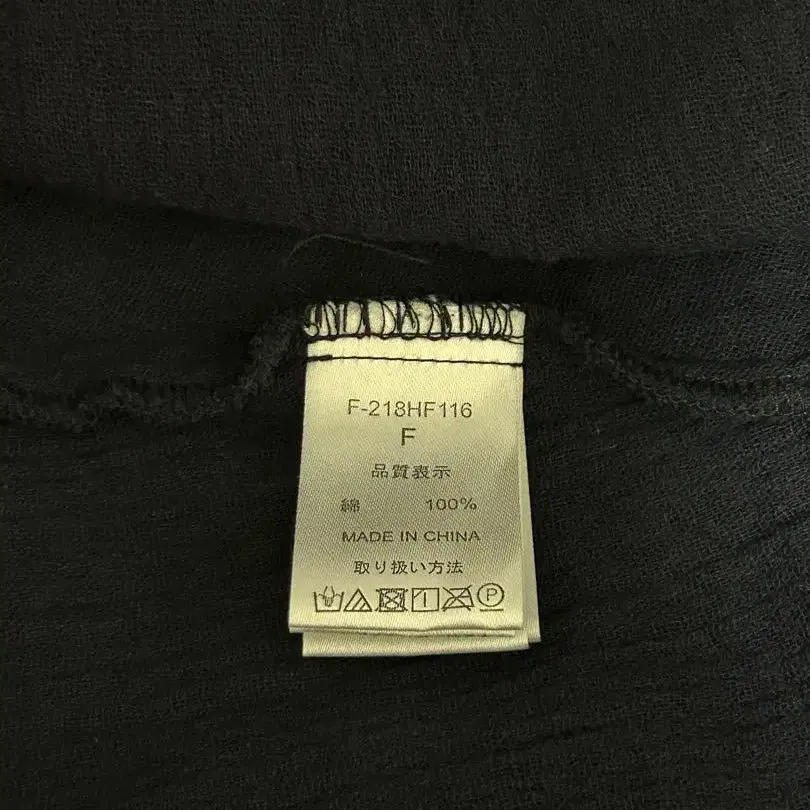 F-218HF116
F
品質表示
綿 100%
MADE IN CHINA
取り扱い方法
P